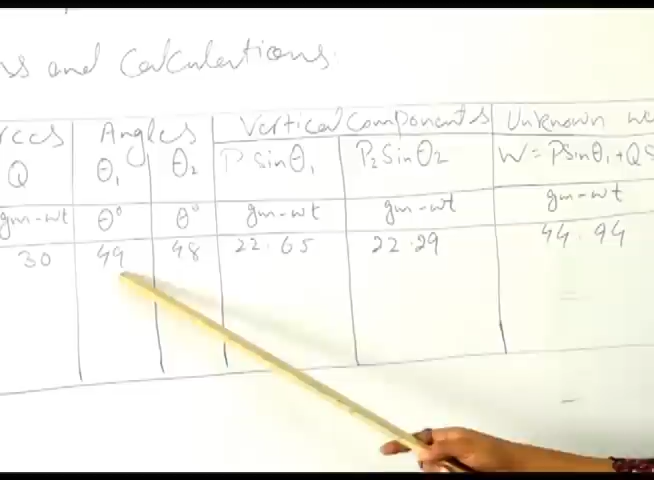 ns and Calculations.
rces Angles Vertical Components Unknown we
Q θ₁ θ₂ P sinθ₁ P₂ sinθ₂ W = Psinθ₁ + Q s
gm-wt θ° θ° gm-wt gm-wt gm-wt
30 49 48 22.65 22.29 44.94